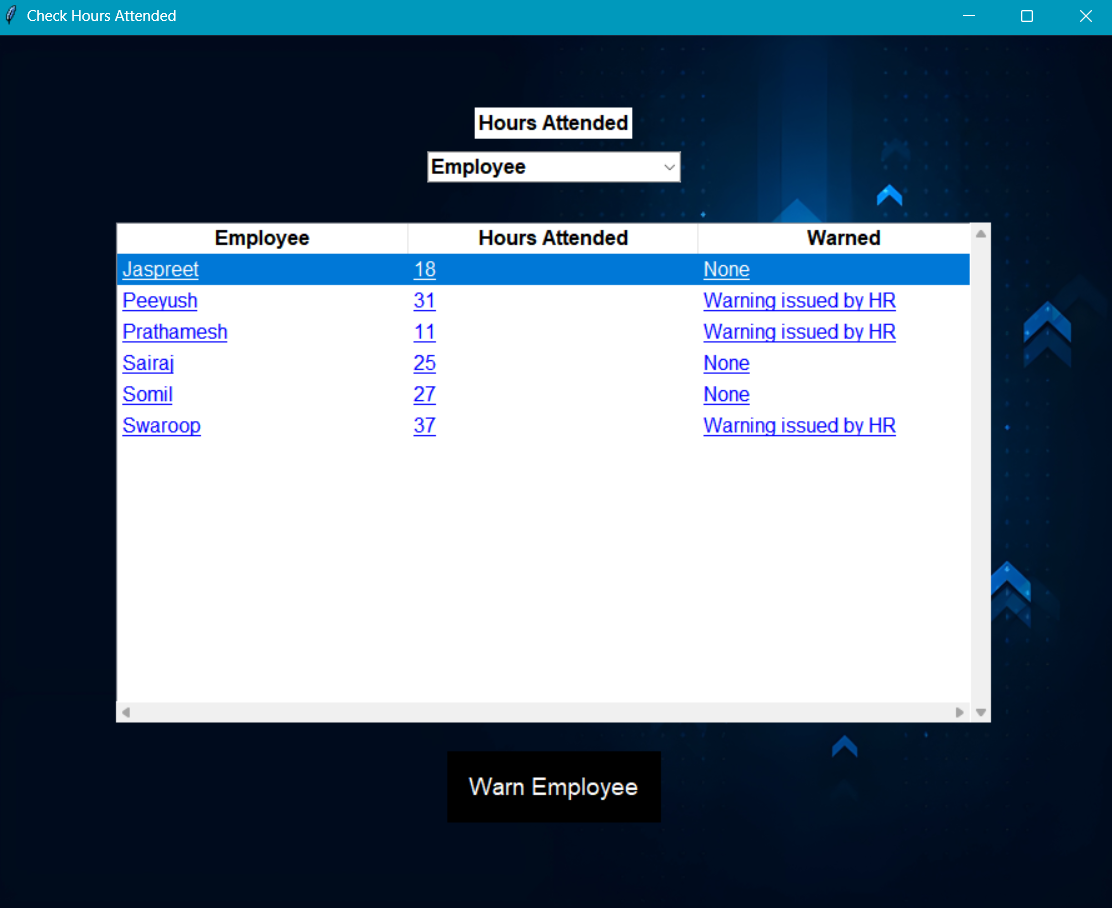 Check Hours Attended
Hours Attended
Employee
Employee Hours Attended Warned
Jaspreet 18 None
Peeyush 31 Warning issued by HR
Prathamesh 11 Warning issued by HR
Sairaj 25 None
Somil 27 None
Swaroop 37 Warning issued by HR
Warn Employee